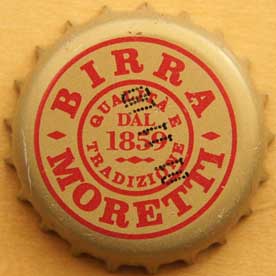 BIRRA
MORETTI
QUALITÀ E
TRADIZIONE
DAL
1859